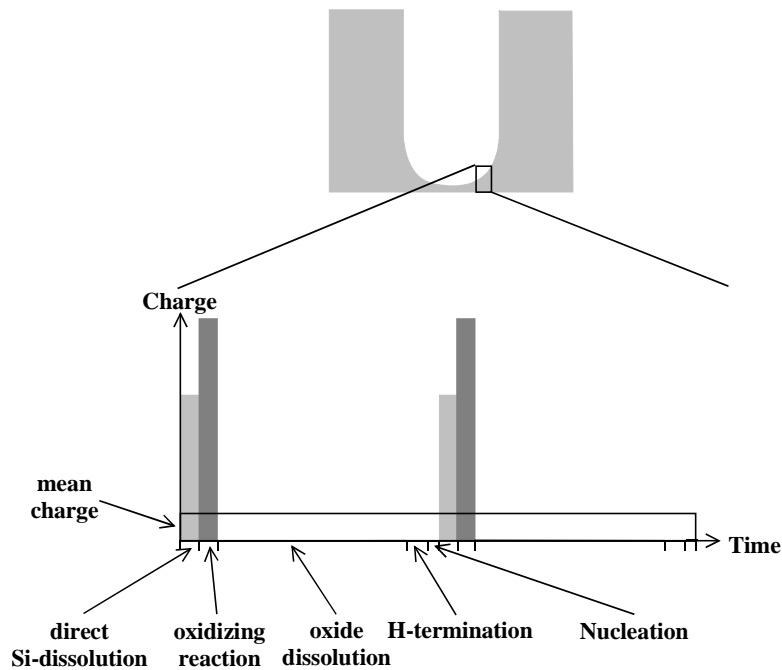 Charge
mean
charge
Time
direct
Si-dissolution
oxidizing
reaction
oxide
dissolution
H-termination
Nucleation